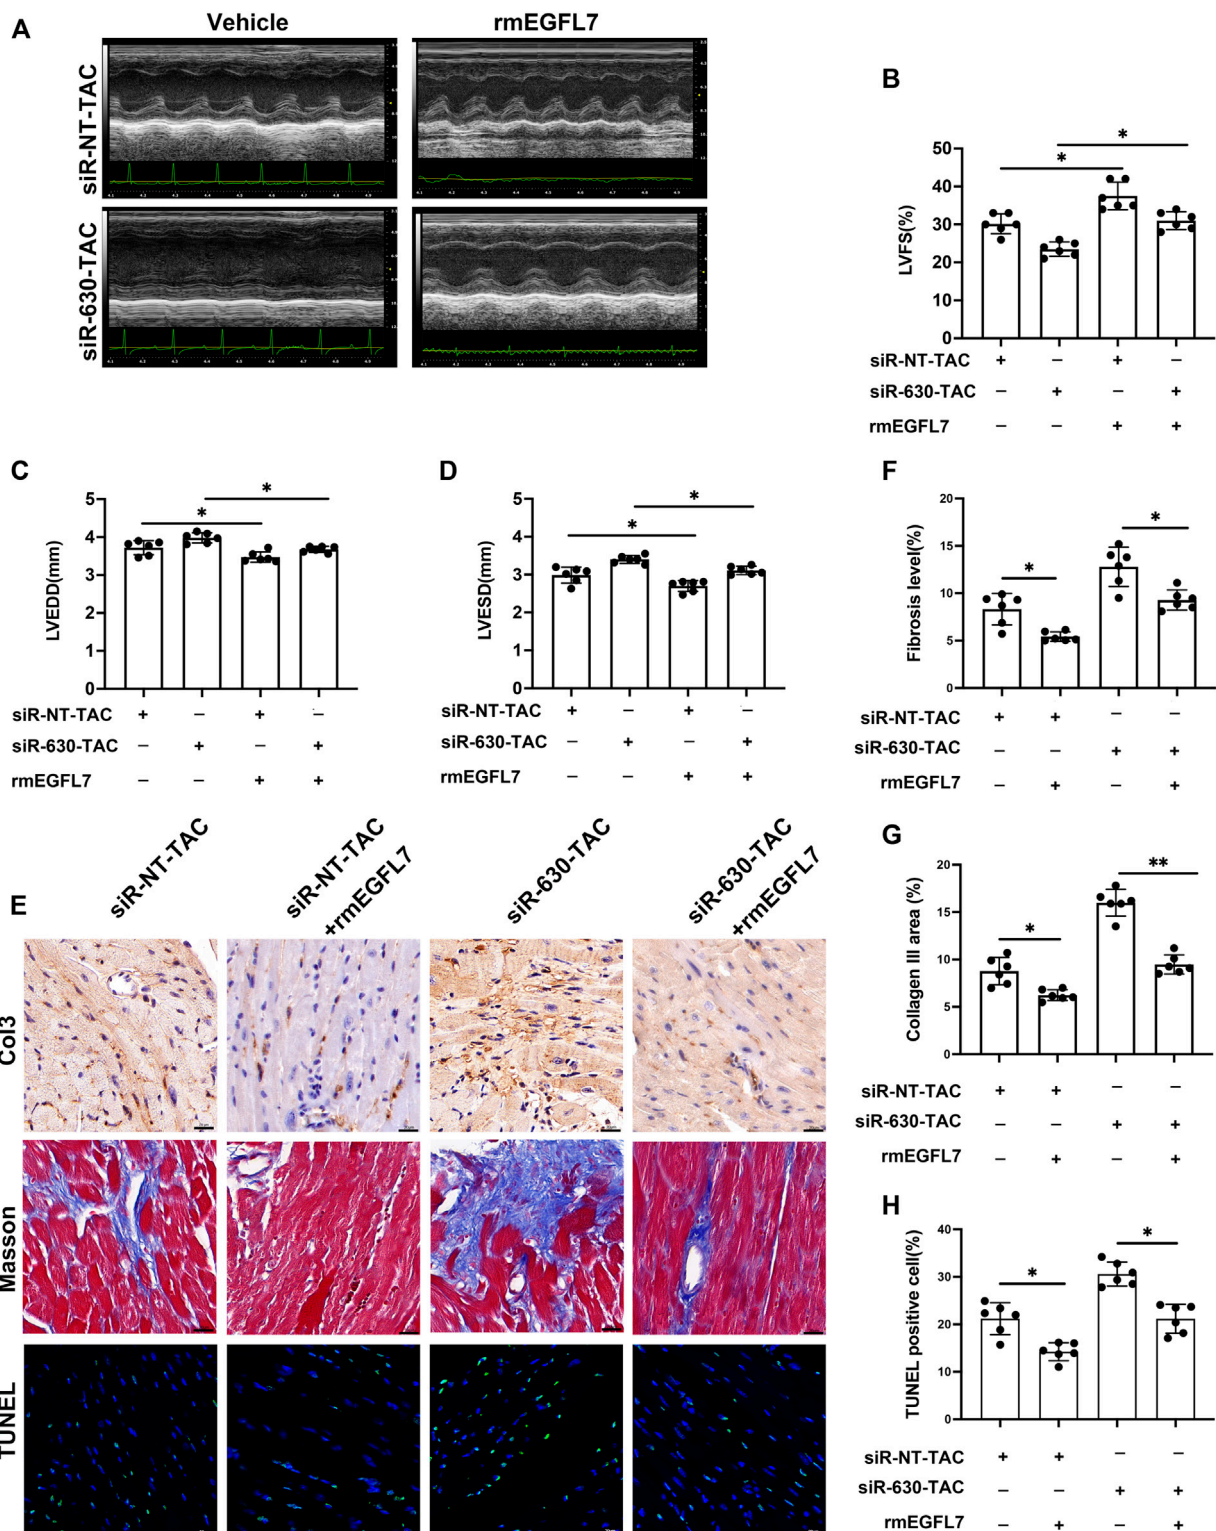 A
Vehicle
rmEGFL7
siR-NT-TAC
siR-630-TAC
B
LVFS(%)
50
40
30
20
10
0
*
*
siR-NT-TAC + – + –
siR-630-TAC – + – +
rmEGFL7 – – + +
C
LVEDD(mm)
5
4
3
2
1
0
*
*
siR-NT-TAC + – + –
siR-630-TAC – + – +
rmEGFL7 – – + +
D
LVESD(mm)
5
4
3
2
1
0
*
*
siR-NT-TAC + – + –
siR-630-TAC – + – +
rmEGFL7 – – + +
F
Fibrosis level(%)
20
15
10
5
0
*
*
siR-NT-TAC + + – –
siR-630-TAC – – + +
rmEGFL7 – + – +
E
siR-NT-TAC
siR-NT-TAC
+rmEGFL7
siR-630-TAC
siR-630-TAC
+rmEGFL7
Col3
Masson
TUNEL
G
Collagen III area (%)
20
15
10
5
0
*
**
siR-NT-TAC + + – –
siR-630-TAC – – + +
rmEGFL7 – + – +
H
TUNEL positive cell(%)
40
30
20
10
0
*
*
siR-NT-TAC + + – –
siR-630-TAC – – + +
rmEGFL7 – + – +